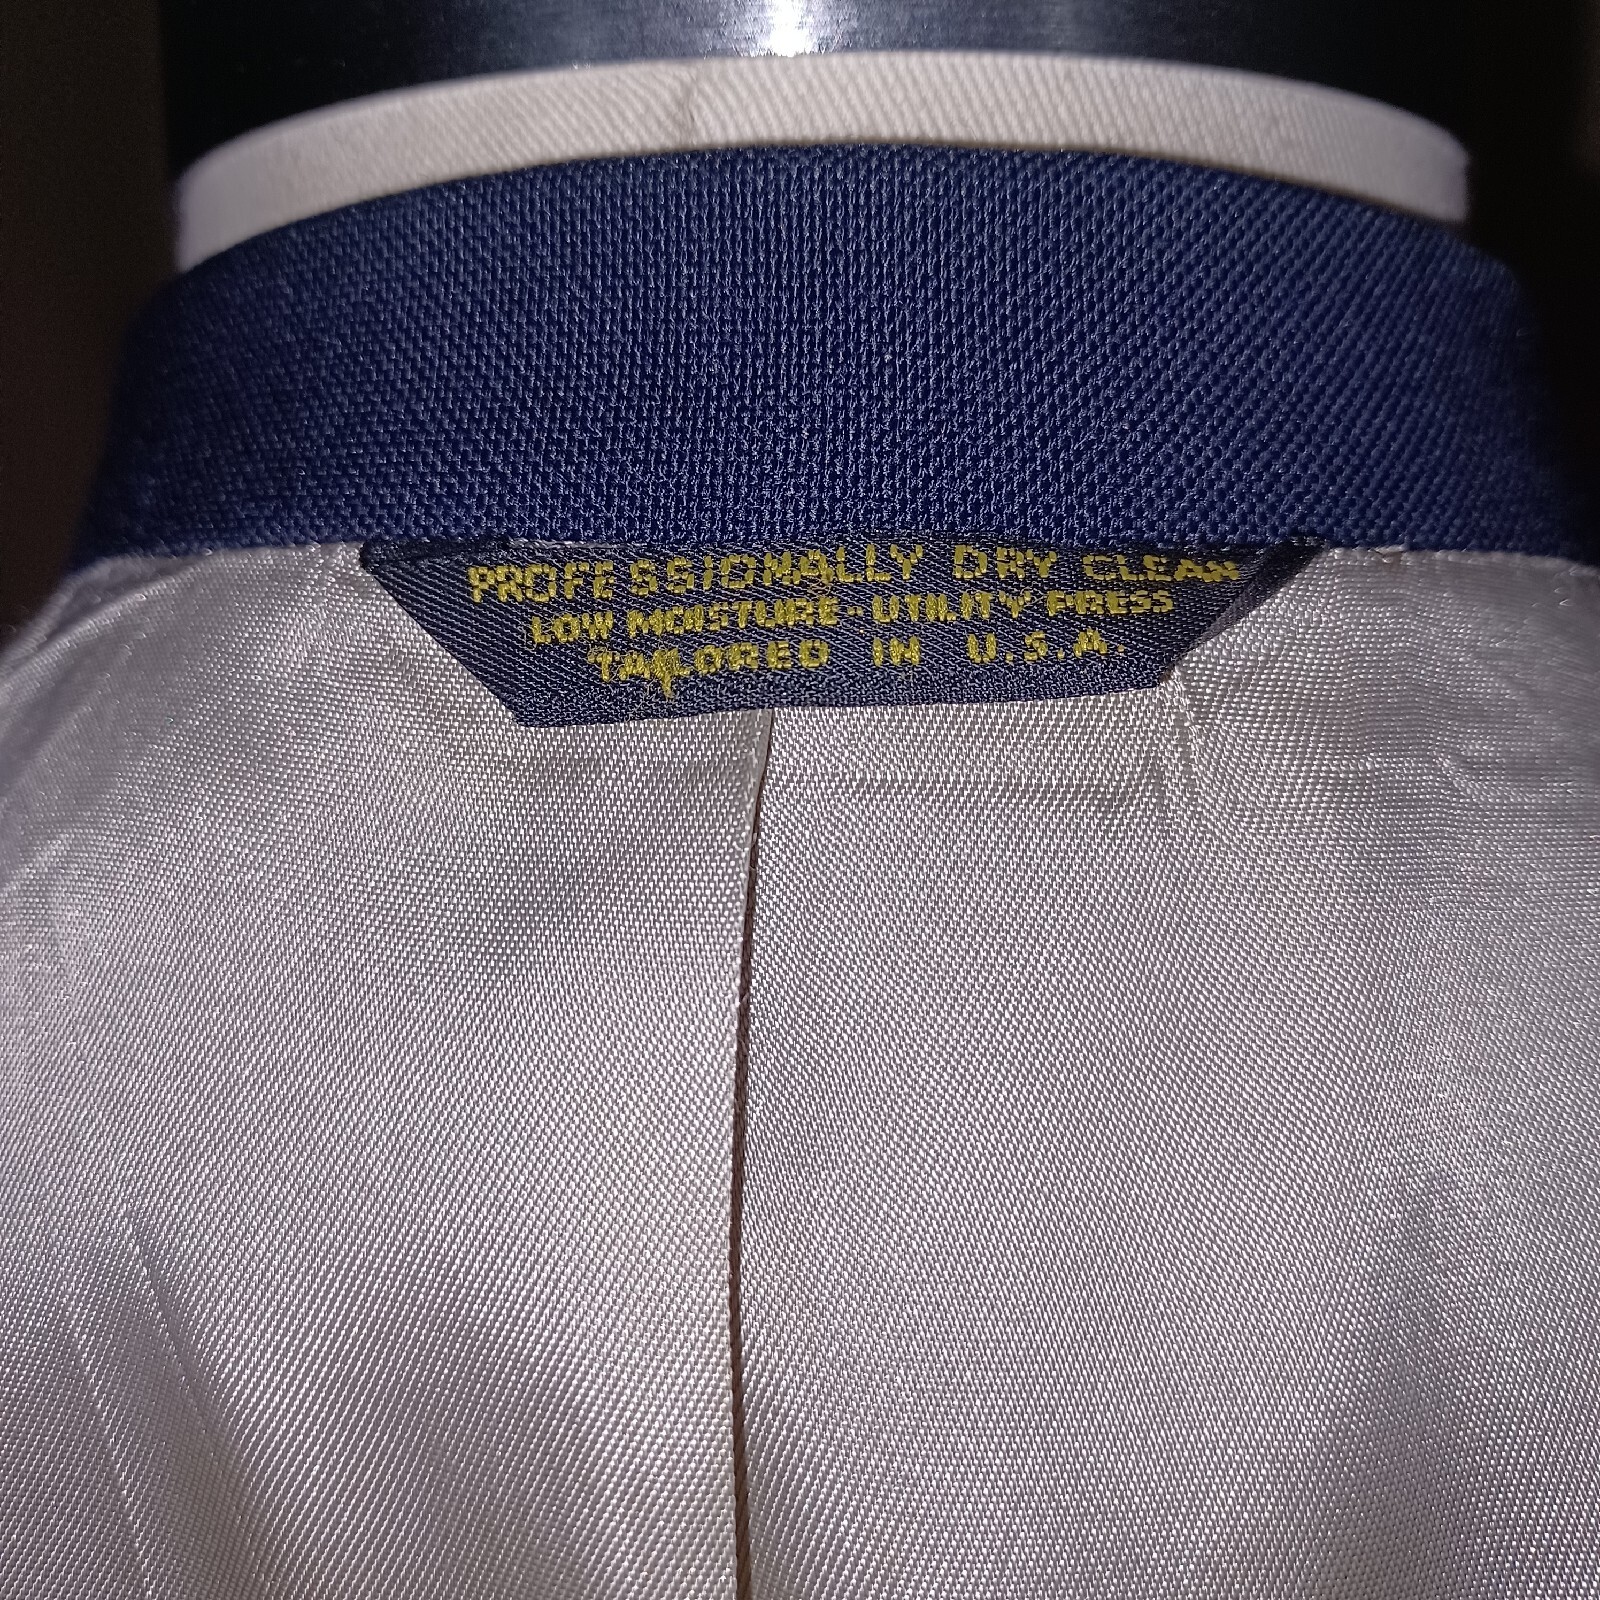 PROFESSIONALLY DRY CLEAN
LOW MOISTURE - UTILITY PRESS
TAILORED IN U.S.A.